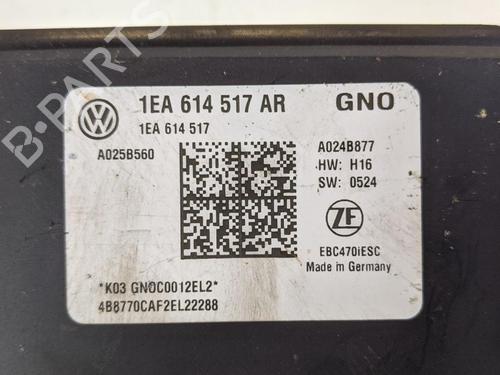 1EA 614 517 AR GNO
1EA 614 517
A025B560
A024B877
HW: H16
SW: 0524
ZF
EBC470iESC
Made in Germany
*K03 GNOC0012EL2*
4B8770CAF2EL22288
B-PARTS